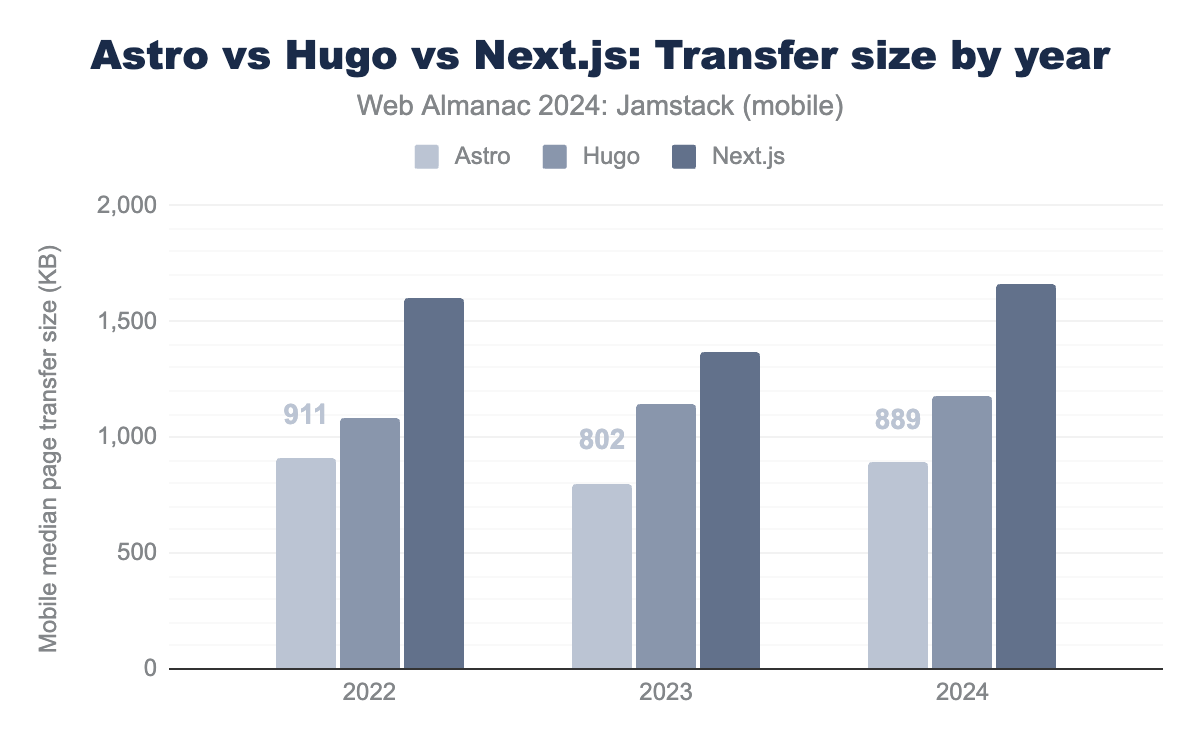 Astro vs Hugo vs Next.js: Transfer size by year
Web Almanac 2024: Jamstack (mobile)
Astro Hugo Next.js
Mobile median page transfer size (KB)
2,000
1,500
1,000
500
0
911
802
889
2022 2023 2024